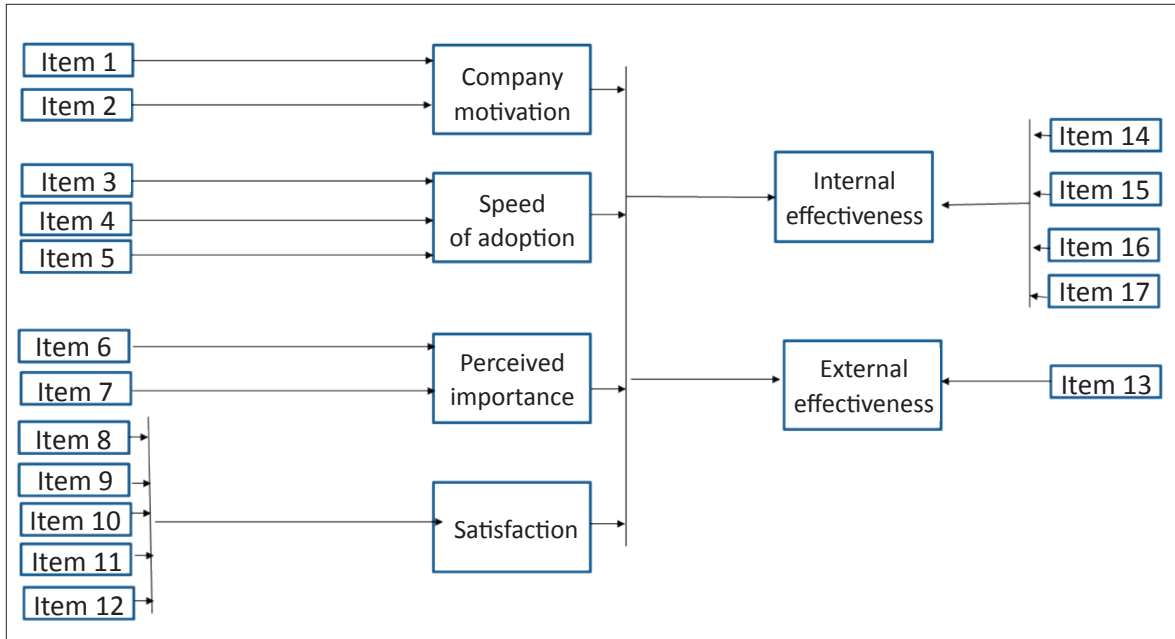 Item 1
Item 2
Item 3
Item 4
Item 5
Item 6
Item 7
Item 8
Item 9
Item 10
Item 11
Item 12
Company
motivation
Speed
of adoption
Perceived
importance
Satisfaction
Internal
effectiveness
External
effectiveness
Item 14
Item 15
Item 16
Item 17
Item 13